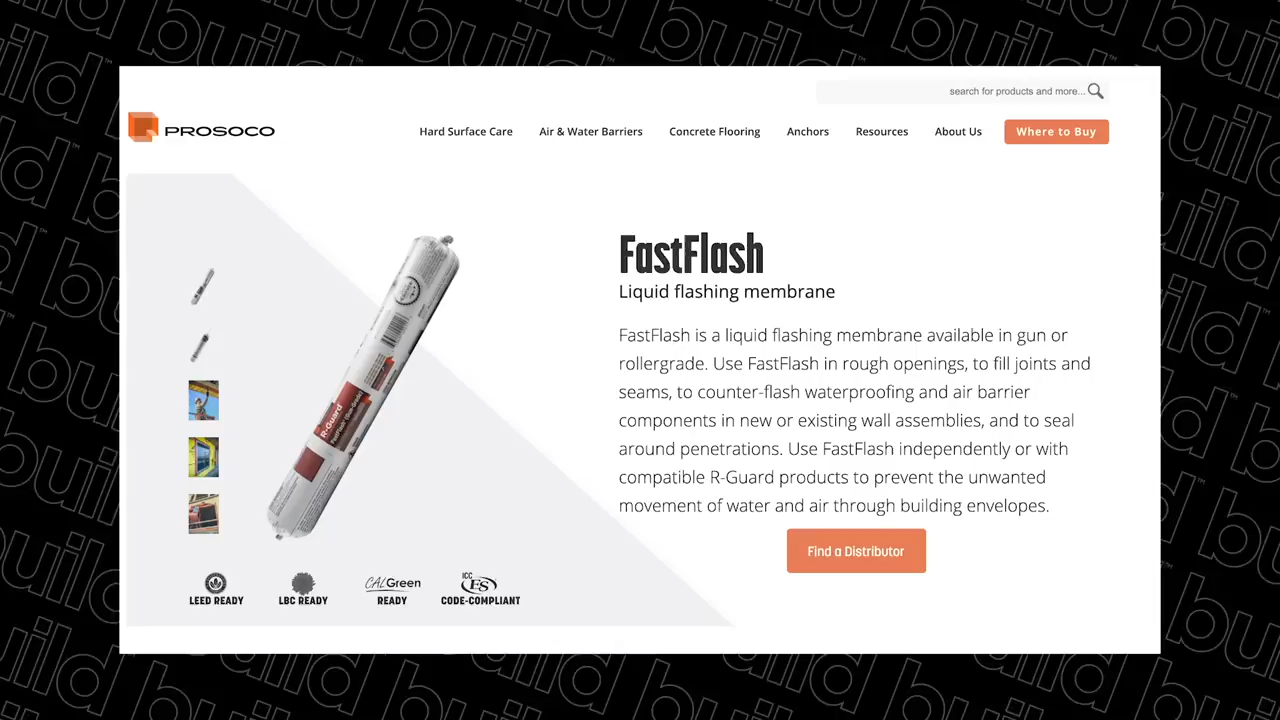 search for products and more...
PROSOCO
Hard Surface Care
Air & Water Barriers
Concrete Flooring
Anchors
Resources
About Us
Where to Buy
FastFlash
Liquid flashing membrane
FastFlash is a liquid flashing membrane available in gun or
rollergrade. Use FastFlash in rough openings, to fill joints and
seams, to counter-flash waterproofing and air barrier
components in new or existing wall assemblies, and to seal
around penetrations. Use FastFlash independently or with
compatible R-Guard products to prevent the unwanted
movement of water and air through building envelopes.
Find a Distributor
R-Guard
LEED READY
LBC READY
CALGreen
READY
ICC
ES
CODE-COMPLIANT
build